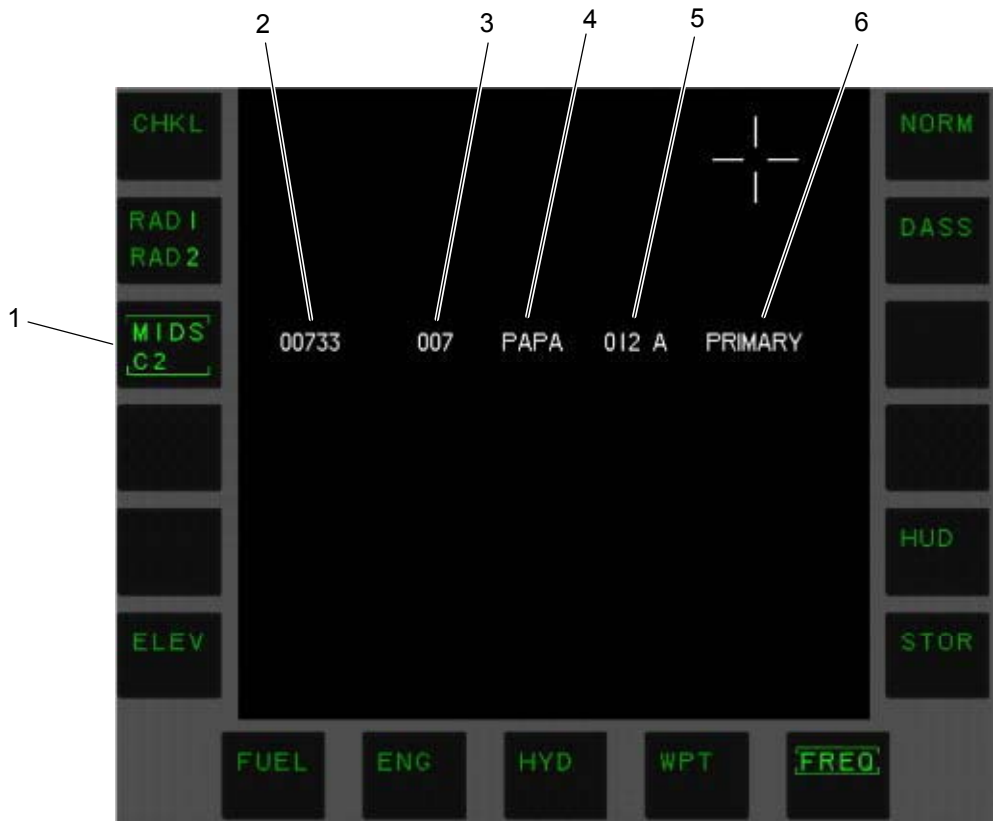 2 3 4 5 6
CHKL NORM
RAD1
RAD2
DASS
1
MIDS
C2
00733 007 PAPA 012 A PRIMARY
HUD
ELEV STOR
FUEL ENG HYD WPT FREQ